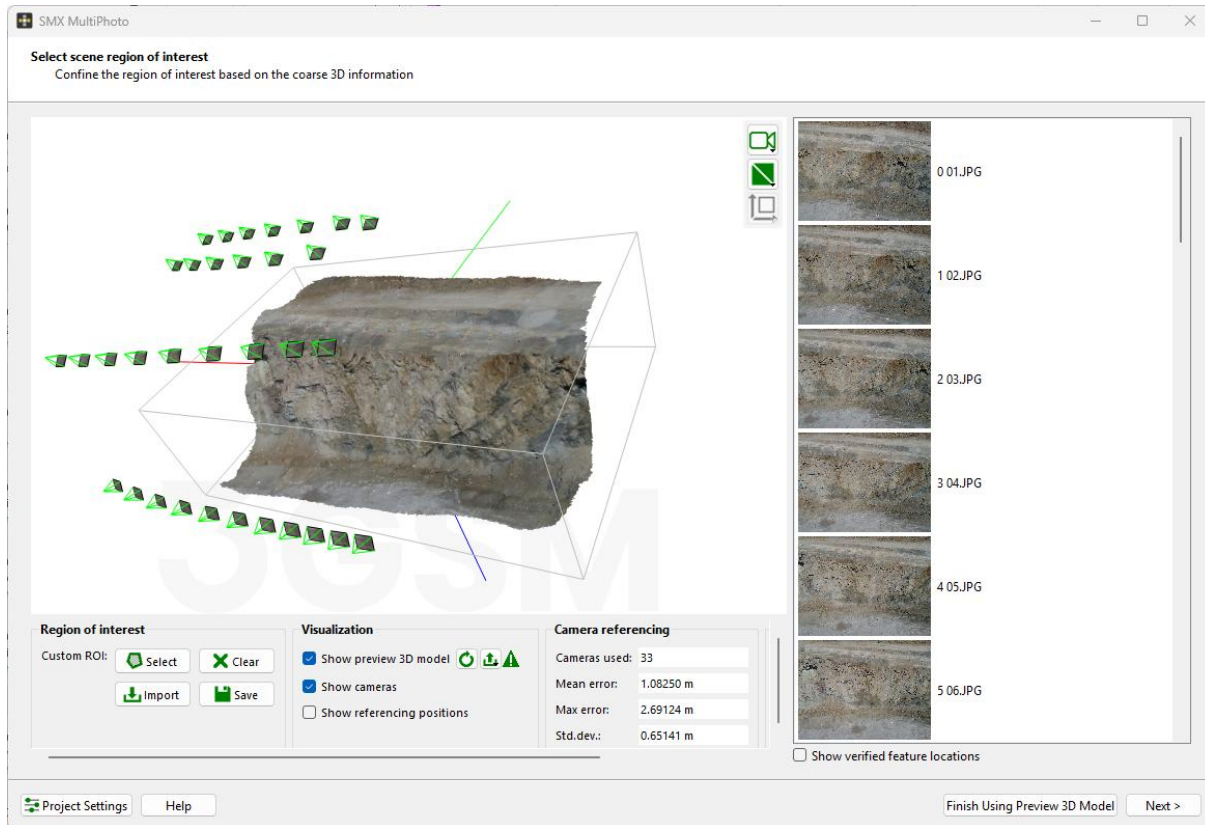 SMX MultiPhoto
Select scene region of interest
Confine the region of interest based on the coarse 3D information
0 01.JPG
1 02.JPG
2 03.JPG
3 04.JPG
4 05.JPG
5 06.JPG
3GSM
Region of interest
Custom ROI:
Select
Clear
Import
Save
Visualization
Show preview 3D model
Show cameras
Show referencing positions
Camera referencing
Cameras used: 33
Mean error: 1.08250 m
Max error: 2.69124 m
Std.dev.: 0.65141 m
Show verified feature locations
Project Settings
Help
Finish Using Preview 3D Model
Next >